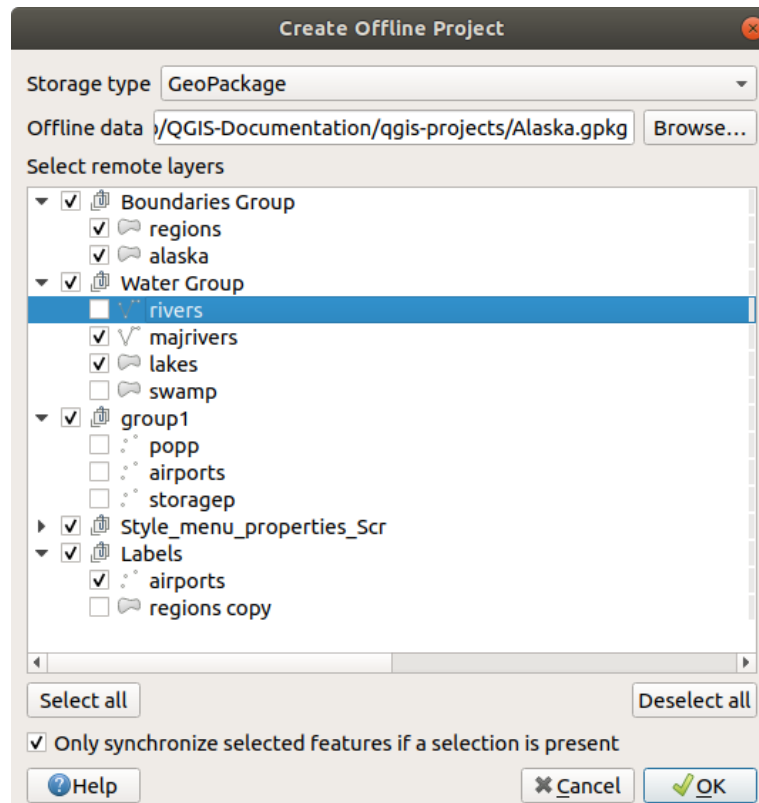 Create Offline Project
Storage type GeoPackage
Offline data /QGIS-Documentation/qgis-projects/Alaska.gpkg Browse...
Select remote layers
Boundaries Group
regions
alaska
Water Group
rivers
majrivers
lakes
swamp
group1
popp
airports
storagep
Style_menu_properties_Scr
Labels
airports
regions copy
Select all Deselect all
Only synchronize selected features if a selection is present
Help Cancel OK